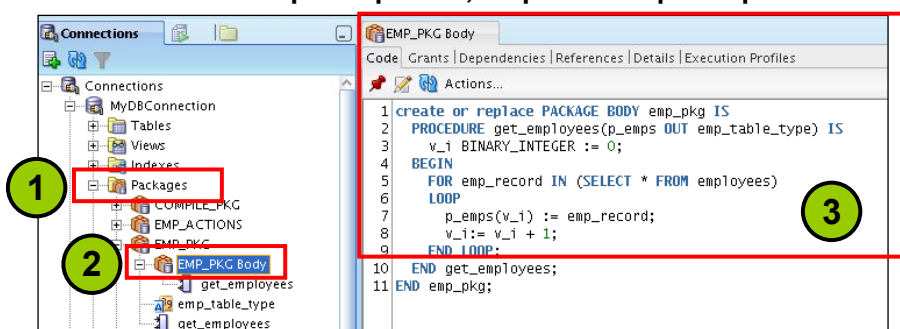 Connections
Connections
MyDBConnection
Tables
Views
Indexes
1
Packages
COMPILE_PKG
EMP_ACTIONS
EMP_PKG
2
EMP_PKG Body
get_employees
emp_table_type
get_employees
EMP_PKG Body
Code Grants | Dependencies | References | Details | Execution Profiles
Actions...
1 create or replace PACKAGE BODY emp_pkg IS
2 PROCEDURE get_employees(p_emps OUT emp_table_type) IS
3 v_i BINARY_INTEGER := 0;
4 BEGIN
5 FOR emp_record IN (SELECT * FROM employees)
6 LOOP
7 p_emps(v_i) := emp_record;
8 v_i:= v_i + 1;
9 END LOOP;
10 END get_employees;
11 END emp_pkg;
3